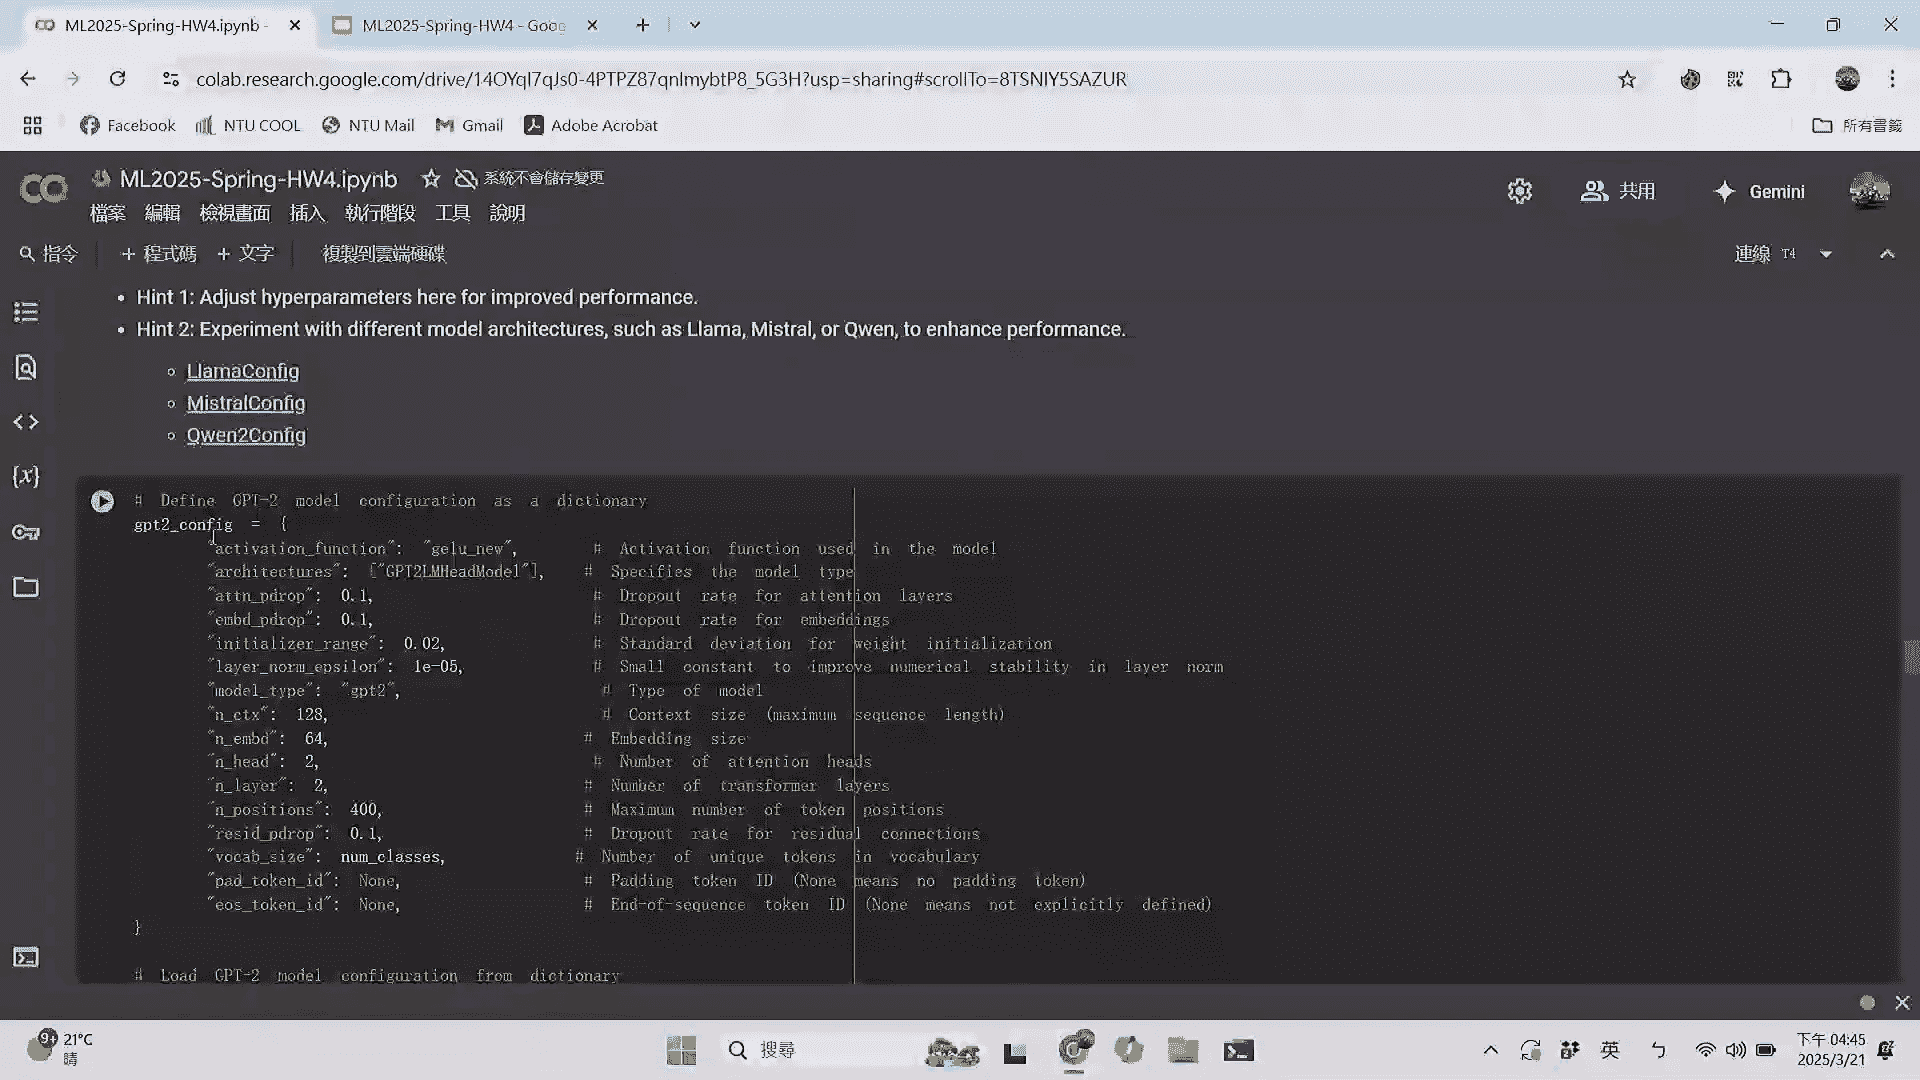 ML2025-Spring-HW4.ipynb -
ML2025-Spring-HW4 - Goog
colab.research.google.com/drive/14OYqI7qJs0-4PTPZ87qnlmybtP8_5G3H?usp=sharing#scrollTo=8TSNIY5SAZUR
Facebook NTU COOL NTU Mail Gmail Adobe Acrobat 所有書籤
ML2025-Spring-HW4.ipynb 系統不會儲存變更
檔案 編輯 檢視畫面 插入 執行階段 工具 說明
共用 Gemini
指令 + 程式碼 + 文字 複製到雲端硬碟 連線 T4
• Hint 1: Adjust hyperparameters here for improved performance.
• Hint 2: Experiment with different model architectures, such as Llama, Mistral, or Qwen, to enhance performance.
LlamaConfig
MistralConfig
Qwen2Config
# Define GPT-2 model configuration as a dictionary
gpt2_config = {
"activation_function": "gelu_new", # Activation function used in the model
"architectures": ["GPT2LMHeadModel"], # Specifies the model type
"attn_pdrop": 0.1, # Dropout rate for attention layers
"embd_pdrop": 0.1, # Dropout rate for embeddings
"initializer_range": 0.02, # Standard deviation for weight initialization
"layer_norm_epsilon": 1e-05, # Small constant to improve numerical stability in layer norm
"model_type": "gpt2", # Type of model
"n_ctx": 128, # Context size (maximum sequence length)
"n_embd": 64, # Embedding size
"n_head": 2, # Number of attention heads
"n_layer": 2, # Number of transformer layers
"n_positions": 400, # Maximum number of token positions
"resid_pdrop": 0.1, # Dropout rate for residual connections
"vocab_size": num_classes, # Number of unique tokens in vocabulary
"pad_token_id": None, # Padding token ID (None means no padding token)
"eos_token_id": None, # End-of-sequence token ID (None means not explicitly defined)
}
# Load GPT-2 model configuration from dictionary
9+ 21°C
晴
搜尋
英 ㄅ
下午 04:45
2025/3/21